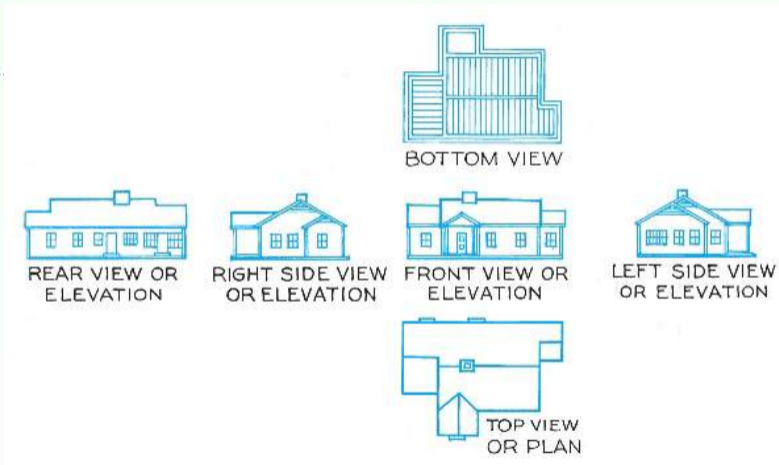 BOTTOM VIEW
REAR VIEW OR
ELEVATION
RIGHT SIDE VIEW
OR ELEVATION
FRONT VIEW OR
ELEVATION
LEFT SIDE VIEW
OR ELEVATION
TOP VIEW
OR PLAN